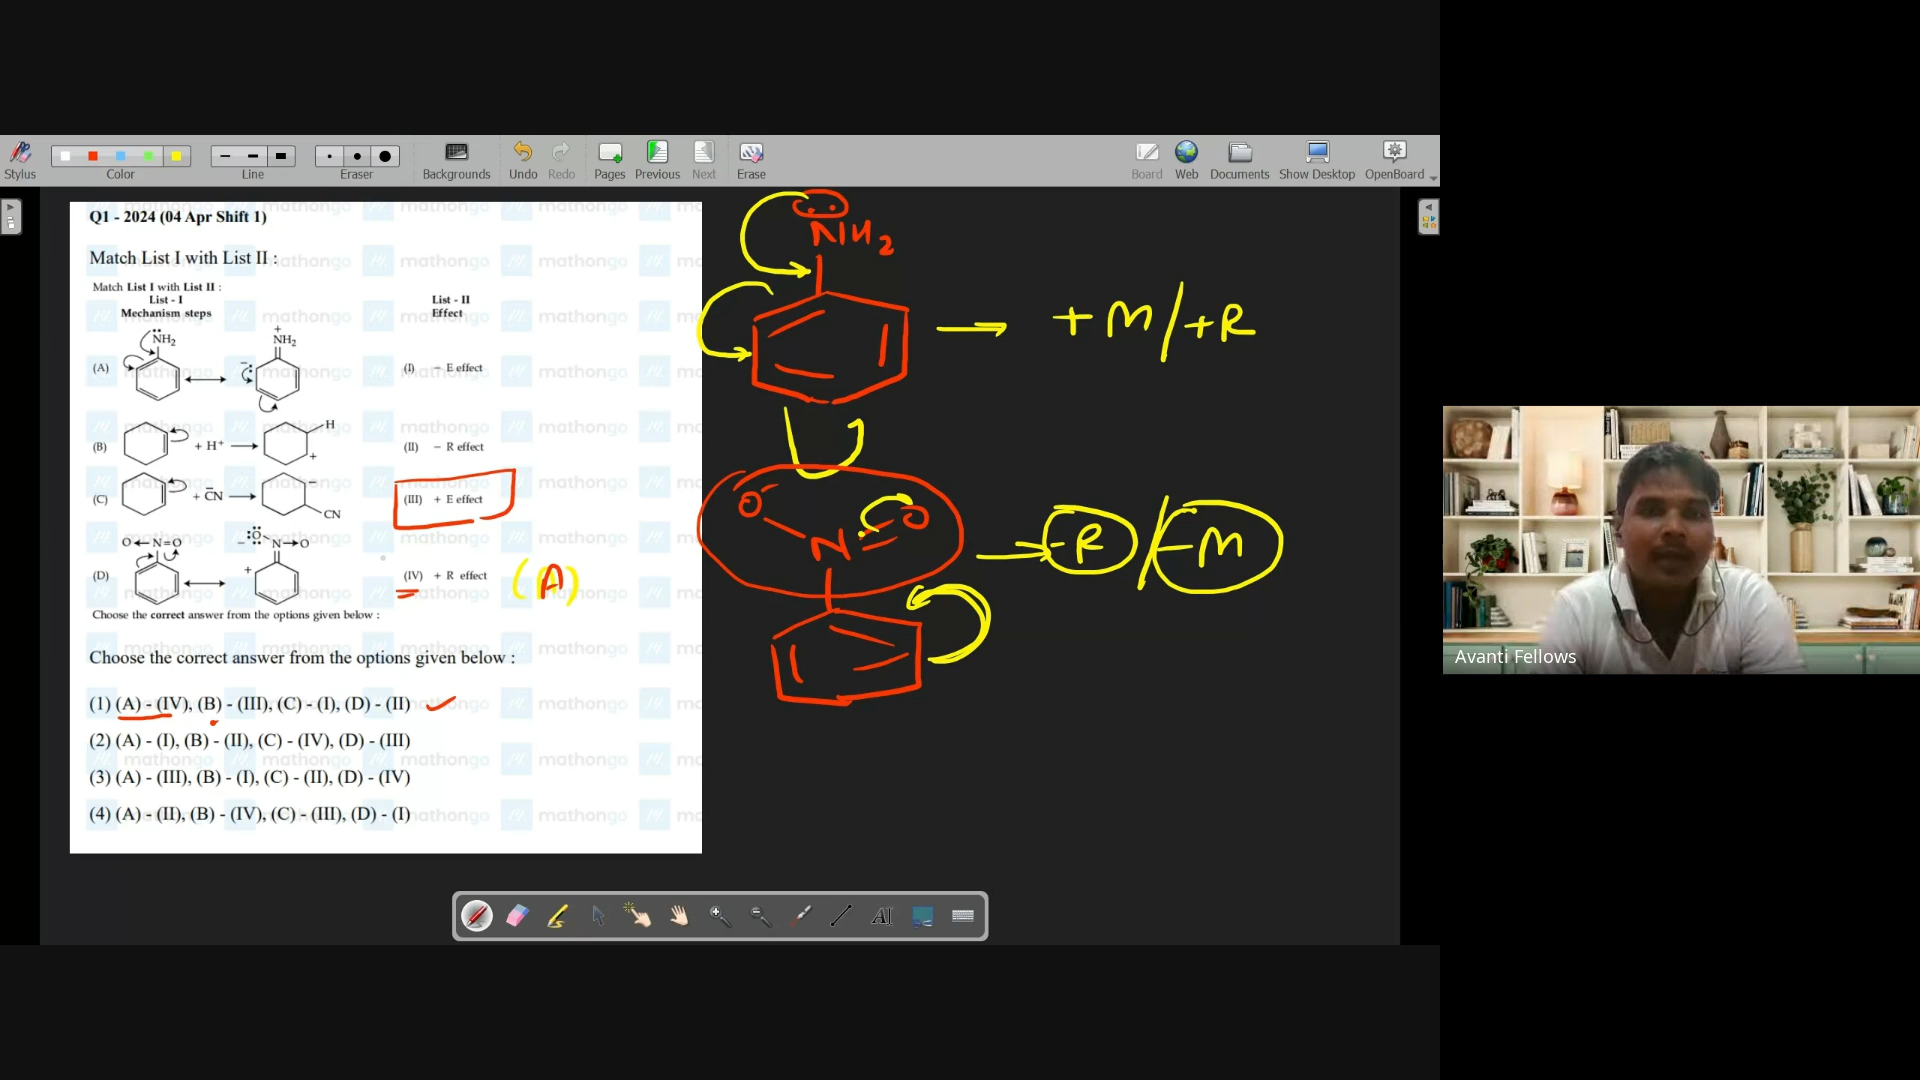 Stylus
Color
Line
Eraser
Backgrounds
Undo
Redo
Pages
Previous
Next
Erase
Board
Web
Documents
Show Desktop
OpenBoard
Q1 - 2024 (04 Apr Shift 1)
Match List I with List II :
Match List I with List II :
List - I
Mechanism steps
List - II
Effect
(A)
NH2
+
NH2
(I) - E effect
(B)
+ H+
H
+
(II) - R effect
(C)
+ CN
CN
(III) + E effect
(D)
O←N=O
O
N→O
+
(IV) + R effect
(A)
Choose the correct answer from the options given below :
Choose the correct answer from the options given below :
(1) (A) - (IV), (B) - (III), (C) - (I), (D) - (II)
(2) (A) - (I), (B) - (II), (C) - (IV), (D) - (III)
(3) (A) - (III), (B) - (I), (C) - (II), (D) - (IV)
(4) (A) - (II), (B) - (IV), (C) - (III), (D) - (I)
NH2
+M/+R
O- N O
-R/-M
mathongo
Avanti Fellows